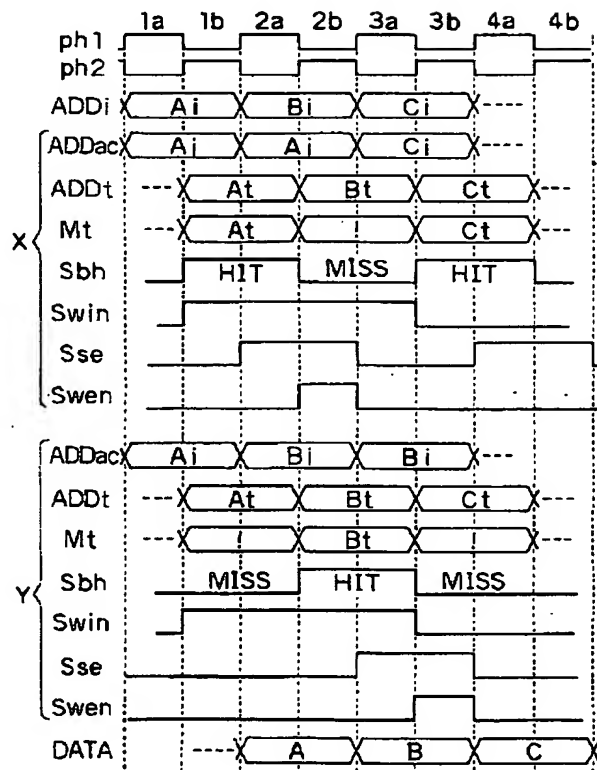 1a 1b 2a 2b 3a 3b 4a 4b
ph1
ph2
ADDi Ai Bi Ci
ADDac Ai Ai Ci
ADDt At Bt Ct
X Mt At Ct
Sbh HIT MISS HIT
Swin
Sse
Swen
ADDac Ai Bi Bi
ADDt At Bt Ct
Mt Bt
Y Sbh MISS HIT MISS
Swin
Sse
Swen
DATA A B C